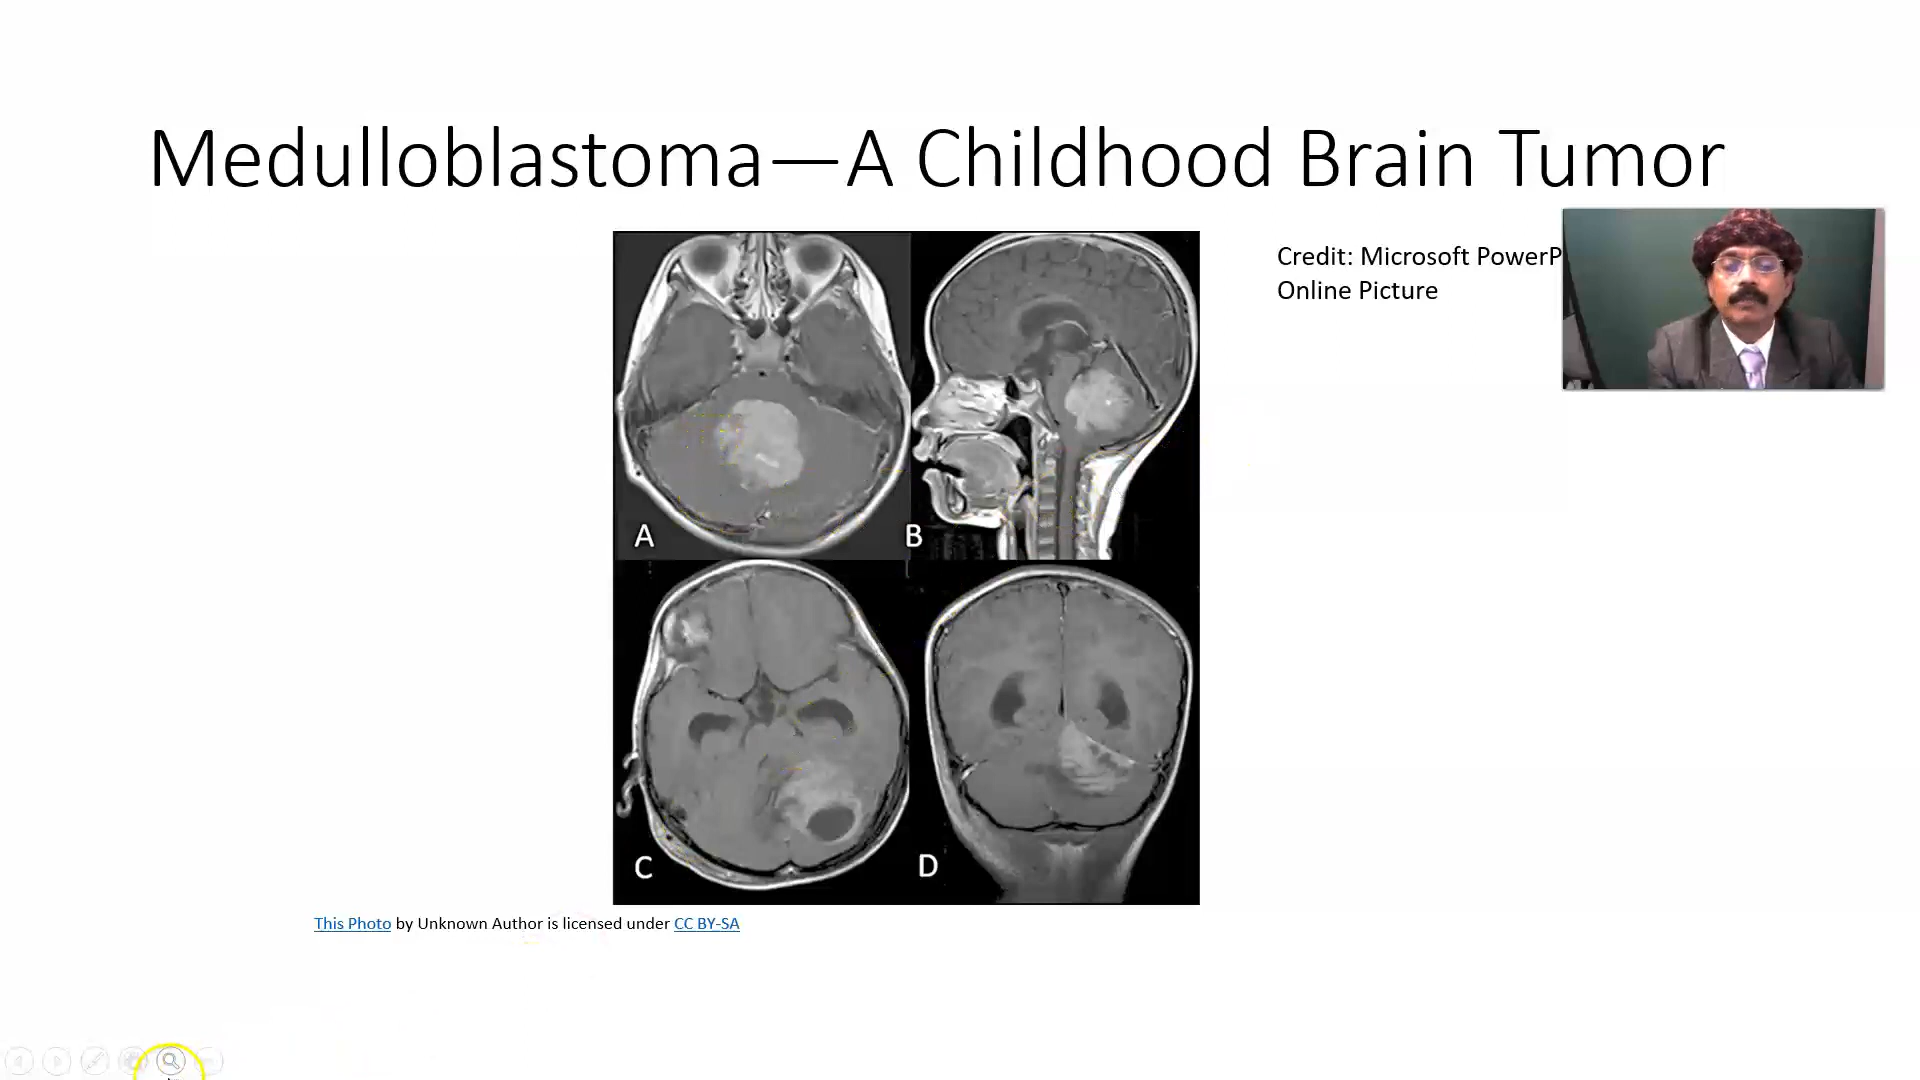 Medulloblastoma—A Childhood Brain Tumor
Credit: Microsoft PowerP
Online Picture
A
B
C
D
This Photo by Unknown Author is licensed under CC BY-SA